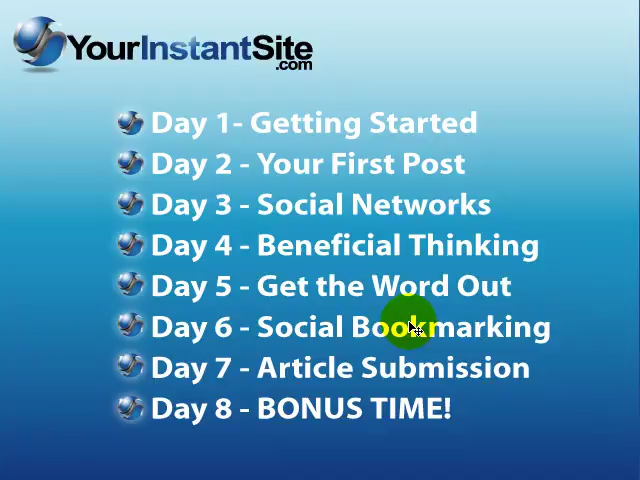 YourInstantSite
.com
Day 1- Getting Started
Day 2 - Your First Post
Day 3 - Social Networks
Day 4 - Beneficial Thinking
Day 5 - Get the Word Out
Day 6 - Social Bookmarking
Day 7 - Article Submission
Day 8 - BONUS TIME!